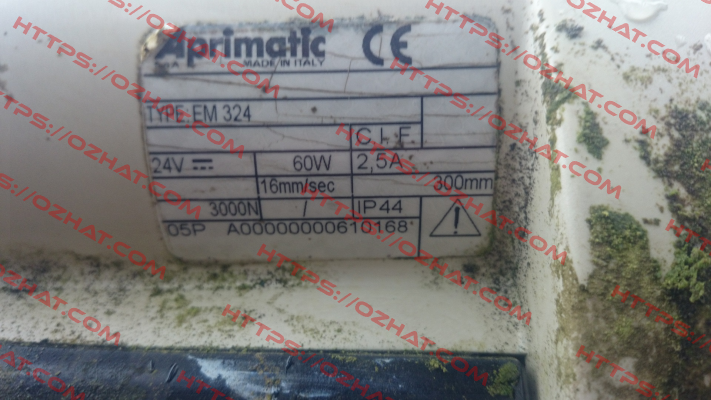 Aprimatic CE
MADE IN ITALY
TYPE: EM 324
C.I.F.
24V 60W 2,5A
16mm/sec 300mm
3000N / IP44
05P A00000000610168
HTTPS://OZHAT.COM